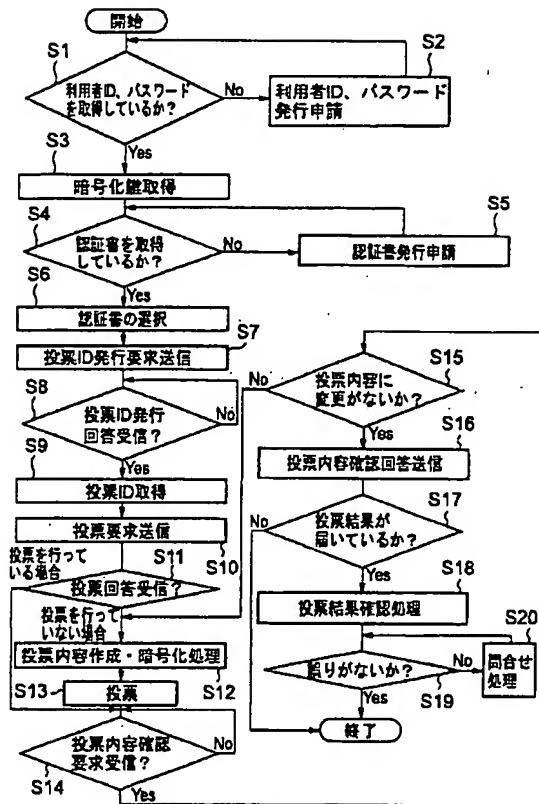 開始
S1
S2
利用者ID、パスワード
を取得しているか?
No
利用者ID、パスワード
発行申請
S3
Yes
暗号化鍵取得
S4
S5
認証書を取得
しているか?
No
認証書発行申請
S6
Yes
認証書の選択
S7
投票ID発行要求送信
S8
投票ID発行
回答受信?
No
S9
Yes
投票ID取得
投票要求送信
S10
投票を行って
いる場合
S11
投票回答受信?
投票を行って
いない場合
投票内容作成・暗号化処理
S12
S13
投票
投票内容確認
要求受信?
No
S14
Yes
S15
No
投票内容に
変更がないか?
Yes
S16
投票内容確認回答送信
S17
No
投票結果が
届いているか?
Yes
S18
投票結果確認処理
S20
誤りがないか?
No
問合せ
処理
S19
Yes
終了